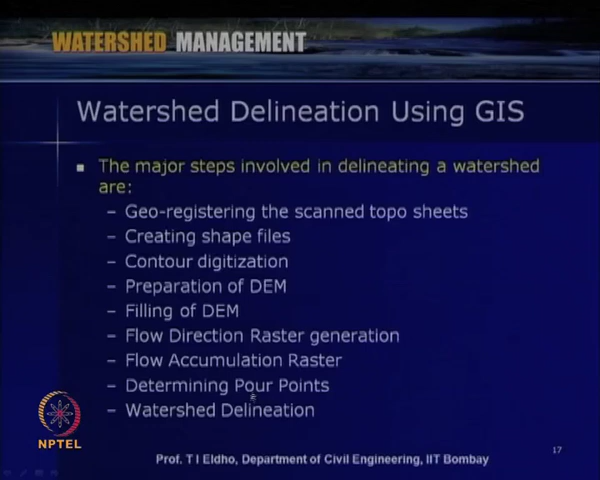 WATERSHED MANAGEMENT
Watershed Delineation Using GIS
The major steps involved in delineating a watershed
are:
– Geo-registering the scanned topo sheets
– Creating shape files
– Contour digitization
– Preparation of DEM
– Filling of DEM
– Flow Direction Raster generation
– Flow Accumulation Raster
– Determining Pour Points
– Watershed Delineation
NPTEL
17
Prof. T I Eldho, Department of Civil Engineering, IIT Bombay